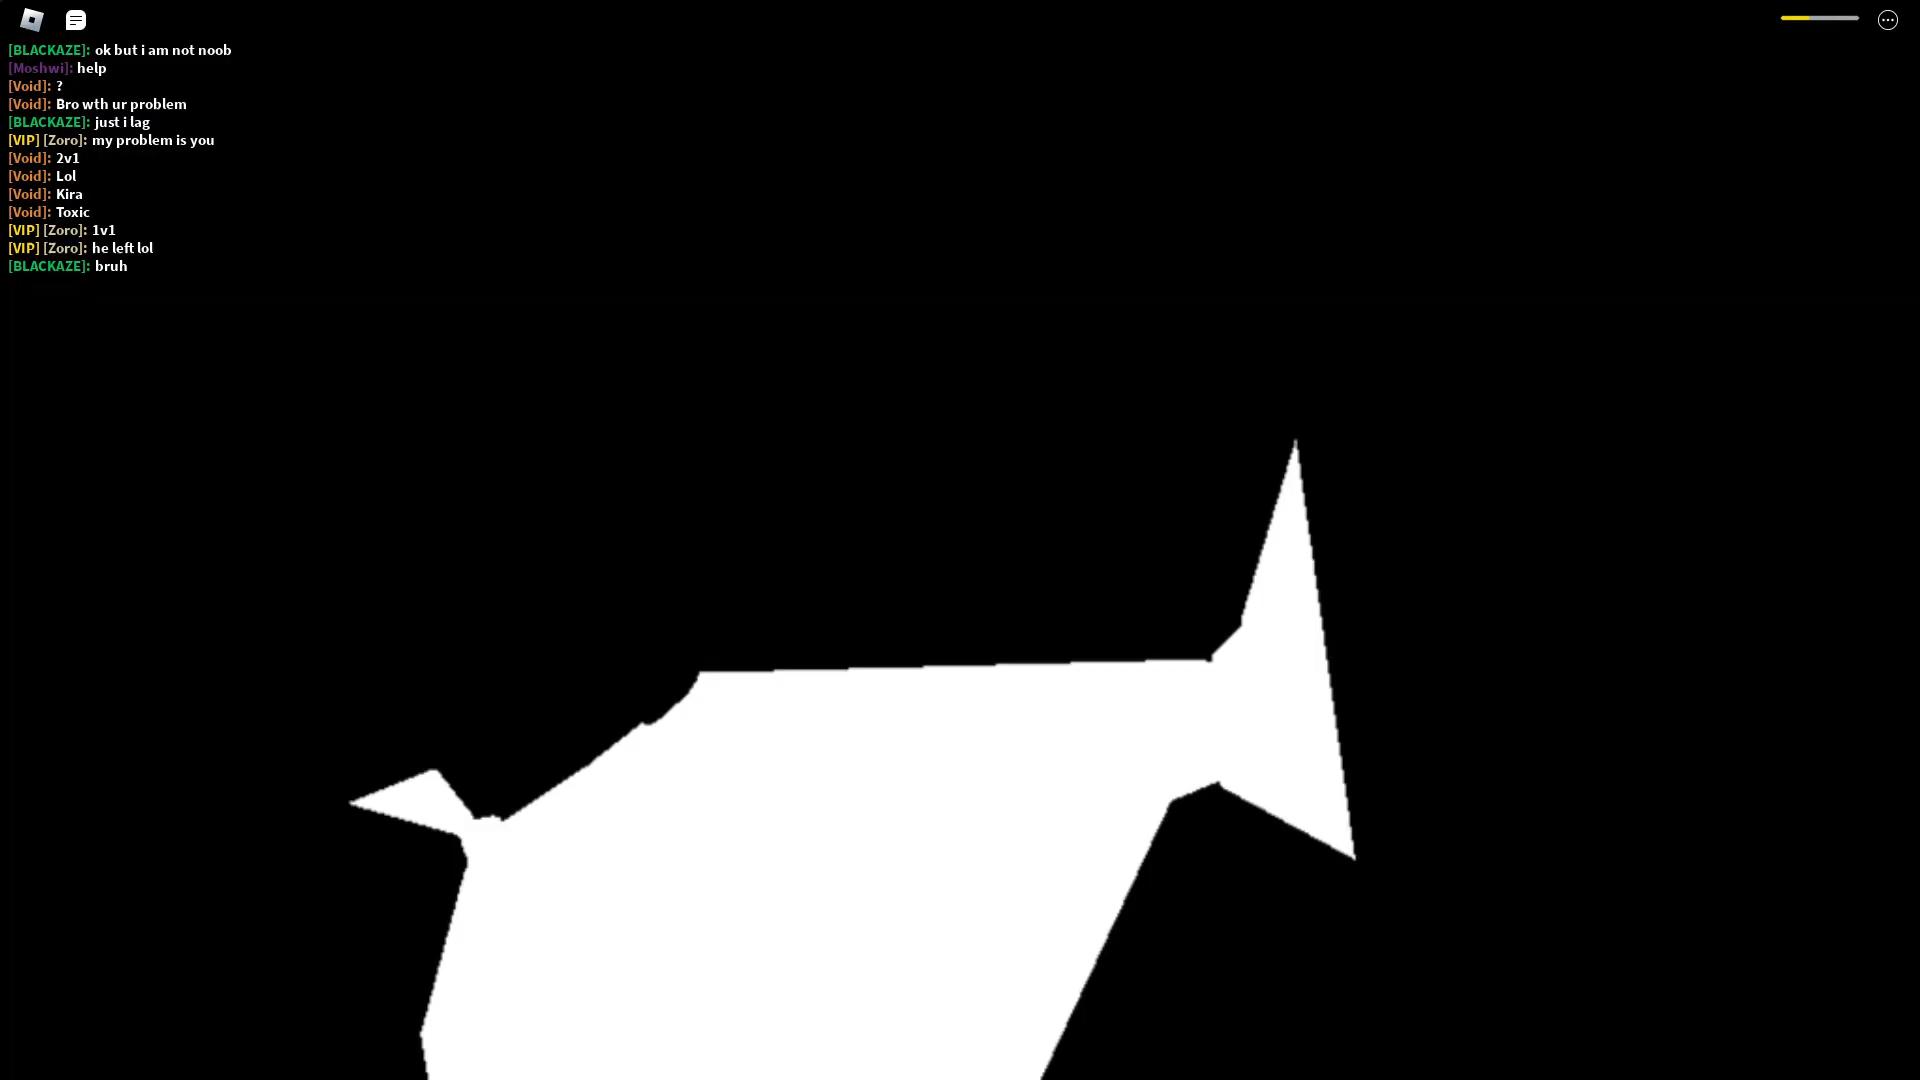 [BLACKAZE]: ok but i am not noob
[Moshwi]: help
[Void]: ?
[Void]: Bro wth ur problem
[BLACKAZE]: just i lag
[VIP] [Zoro]: my problem is you
[Void]: 2v1
[Void]: Lol
[Void]: Kira
[Void]: Toxic
[VIP] [Zoro]: 1v1
[VIP] [Zoro]: he left lol
[BLACKAZE]: bruh